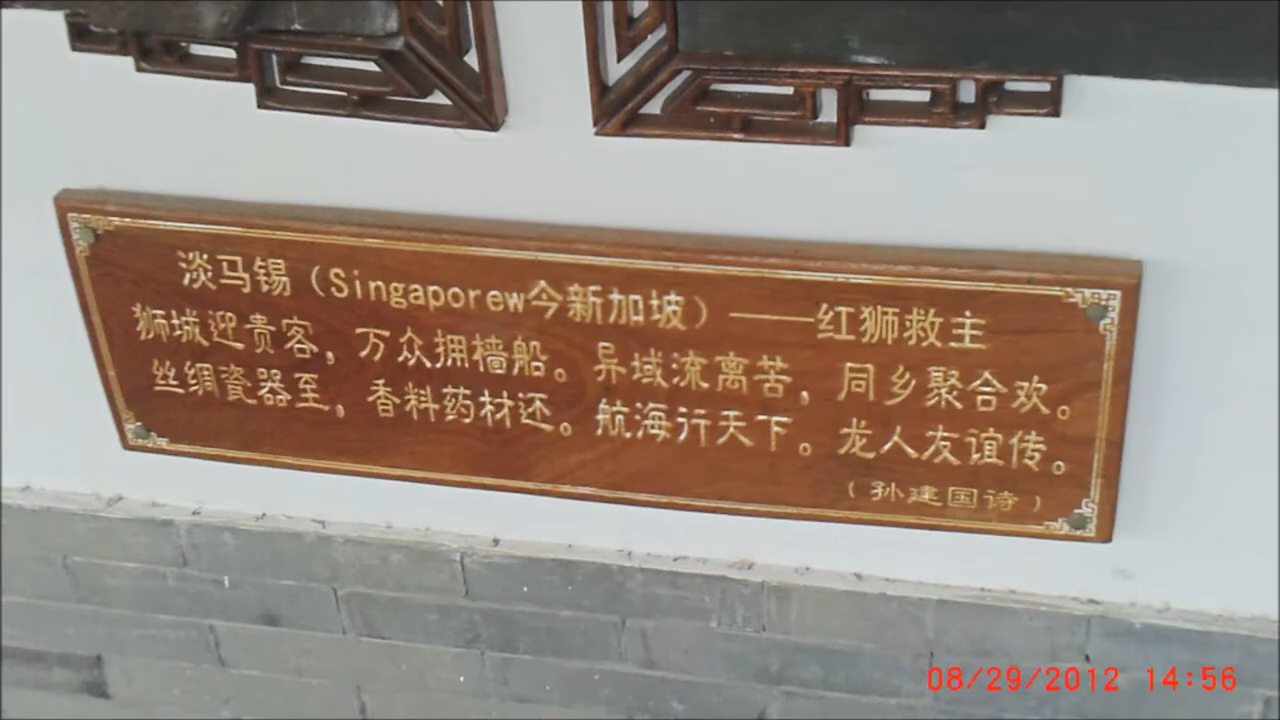 淡马锡（Singaporew今新加坡）——红狮救主
狮城迎贵客，万众拥樯船。异域流离苦，同乡聚合欢。
丝绸瓷器至，香料药材还。航海行天下。龙人友谊传。
（孙建国诗）
08/29/2012 14:56